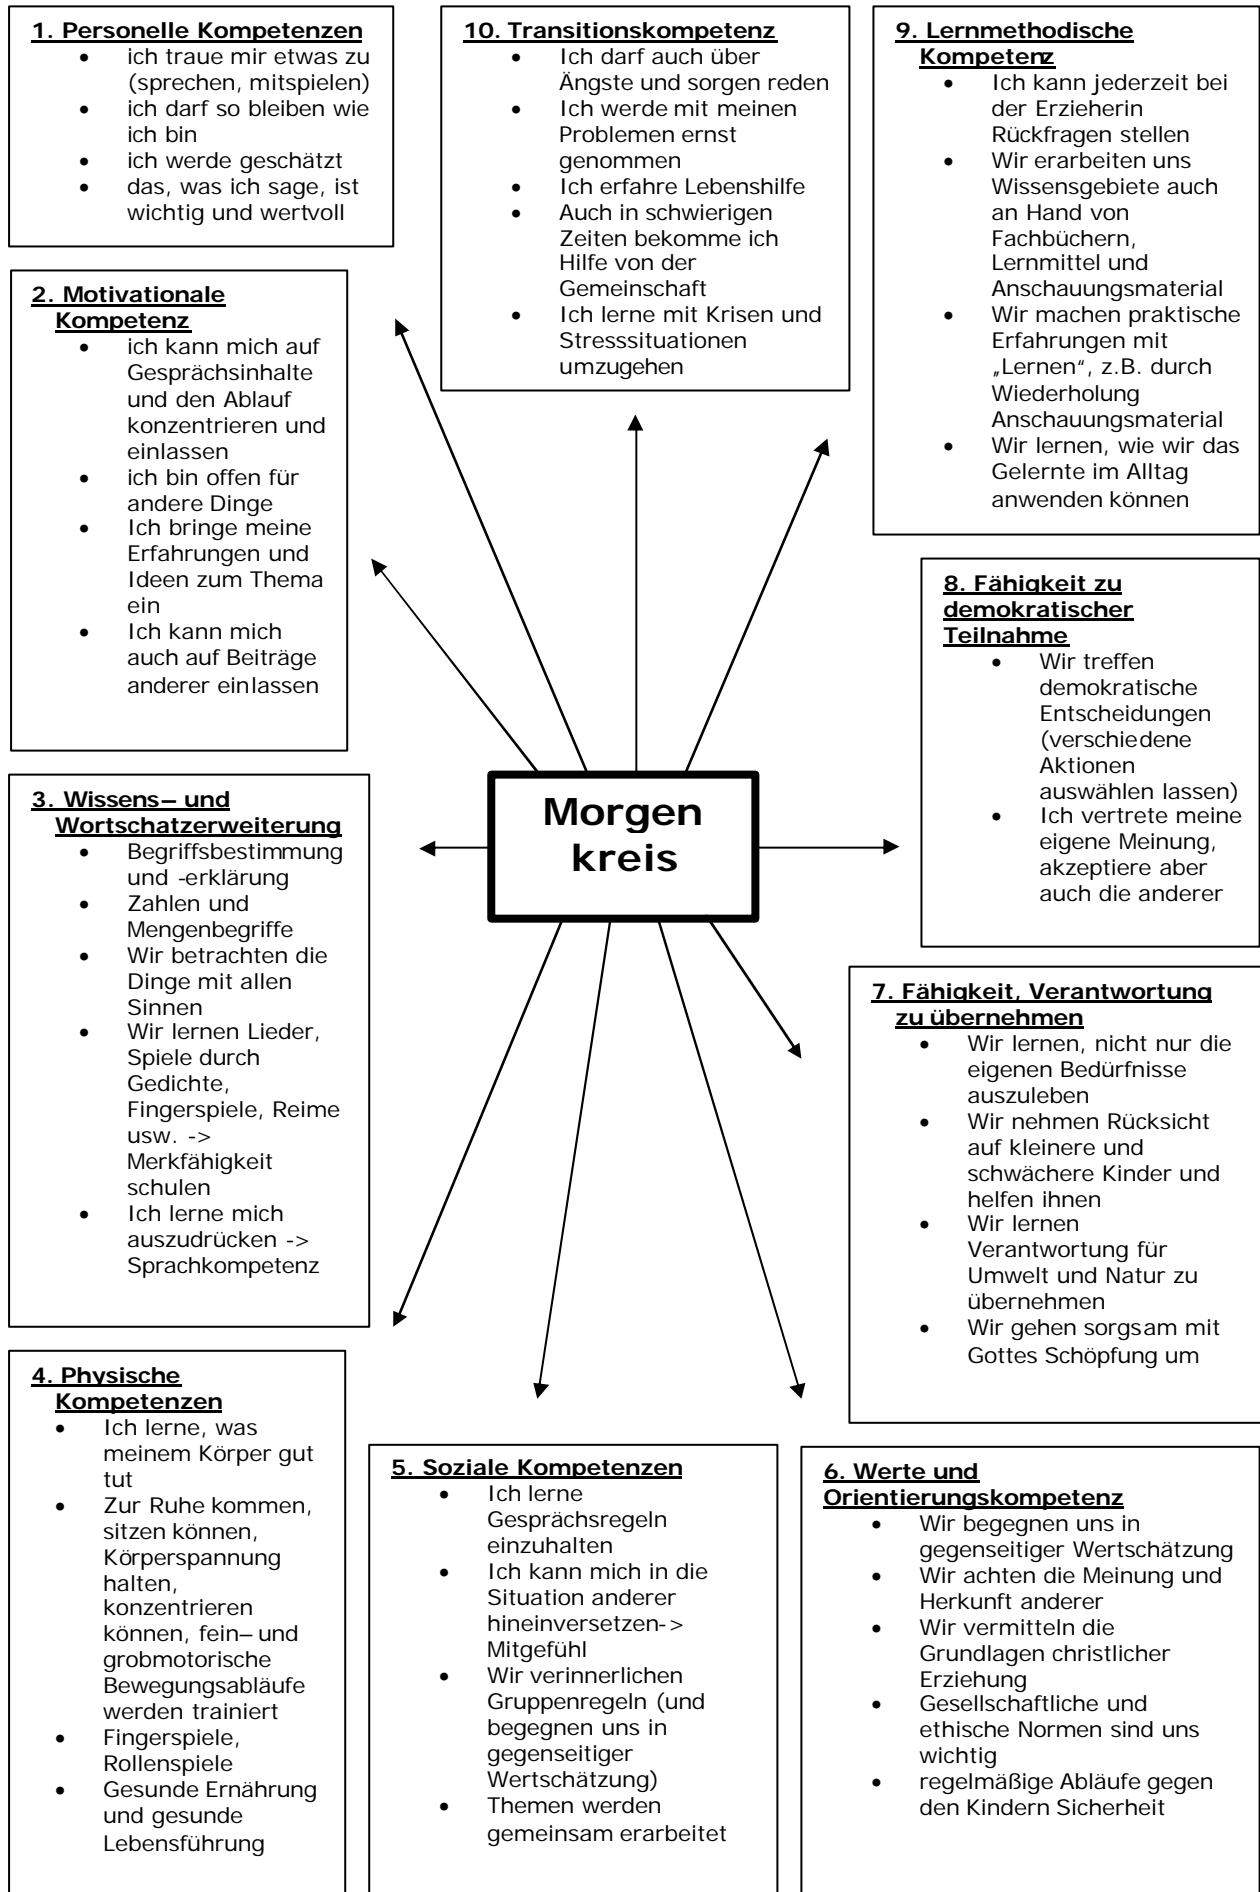 1. Personelle Kompetenzen
• ich traue mir etwas zu
(sprechen, mitspielen)
• ich darf so bleiben wie
ich bin
• ich werde geschätzt
• das, was ich sage, ist
wichtig und wertvoll
2. Motivationale
Kompetenz
• ich kann mich auf
Gesprächsinhalte
und den Ablauf
konzentrieren und
einlassen
• ich bin offen für
andere Dinge
• Ich bringe meine
Erfahrungen und
Ideen zum Thema
ein
• Ich kann mich
auch auf Beiträge
anderer einlassen
3. Wissens– und
Wortschatzerweiterung
• Begriffsbestimmung
und -erklärung
• Zahlen und
Mengenbegriffe
• Wir betrachten die
Dinge mit allen
Sinnen
• Wir lernen Lieder,
Spiele durch
Gedichte,
Fingerspiele, Reime
usw. ->
Merkfähigkeit
schulen
• Ich lerne mich
auszudrücken ->
Sprachkompetenz
4. Physische
Kompetenzen
• Ich lerne, was
meinem Körper gut
tut
• Zur Ruhe kommen,
sitzen können,
Körperspannung
halten,
konzentrieren
können, fein– und
grobmotorische
Bewegungsabläufe
werden trainiert
• Fingerspiele,
Rollenspiele
• Gesunde Ernährung
und gesunde
Lebensführung
5. Soziale Kompetenzen
• Ich lerne
Gesprächsregeln
einzuhalten
• Ich kann mich in die
Situation anderer
hineinversetzen->
Mitgefühl
• Wir verinnerlichen
Gruppenregeln (und
begegnen uns in
gegenseitiger
Wertschätzung)
• Themen werden
gemeinsam erarbeitet
6. Werte und
Orientierungskompetenz
• Wir begegnen uns in
gegenseitiger Wertschätzung
• Wir achten die Meinung und
Herkunft anderer
• Wir vermitteln die
Grundlagen christlicher
Erziehung
• Gesellschaftliche und
ethische Normen sind uns
wichtig
• regelmäßige Abläufe gegen
den Kindern Sicherheit
7. Fähigkeit, Verantwortung
zu übernehmen
• Wir lernen, nicht nur die
eigenen Bedürfnisse
auszuleben
• Wir nehmen Rücksicht
auf kleinere und
schwächere Kinder und
helfen ihnen
• Wir lernen
Verantwortung für
Umwelt und Natur zu
übernehmen
• Wir gehen sorgsam mit
Gottes Schöpfung um
8. Fähigkeit zu
demokratischer
Teilnahme
• Wir treffen
demokratische
Entscheidungen
(verschiedene
Aktionen
auswählen lassen)
• Ich vertrete meine
eigene Meinung,
akzeptiere aber
auch die anderer
9. Lernmethodische
Kompetenz
• Ich kann jederzeit bei
der Erzieherin
Rückfragen stellen
• Wir erarbeiten uns
Wissensgebiete auch
an Hand von
Fachbüchern,
Lernmittel und
Anschauungsmaterial
• Wir machen praktische
Erfahrungen mit
„Lernen“, z.B. durch
Wiederholung
Anschauungsmaterial
• Wir lernen, wie wir das
Gelernte im Alltag
anwenden können
10. Transitionskompetenz
• Ich darf auch über
Ängste und sorgen reden
• Ich werde mit meinen
Problemen ernst
genommen
• Ich erfahre Lebenshilfe
• Auch in schwierigen
Zeiten bekomme ich
Hilfe von der
Gemeinschaft
• Ich lerne mit Krisen und
Stresssituationen
umzugehen
Morgen
kreis